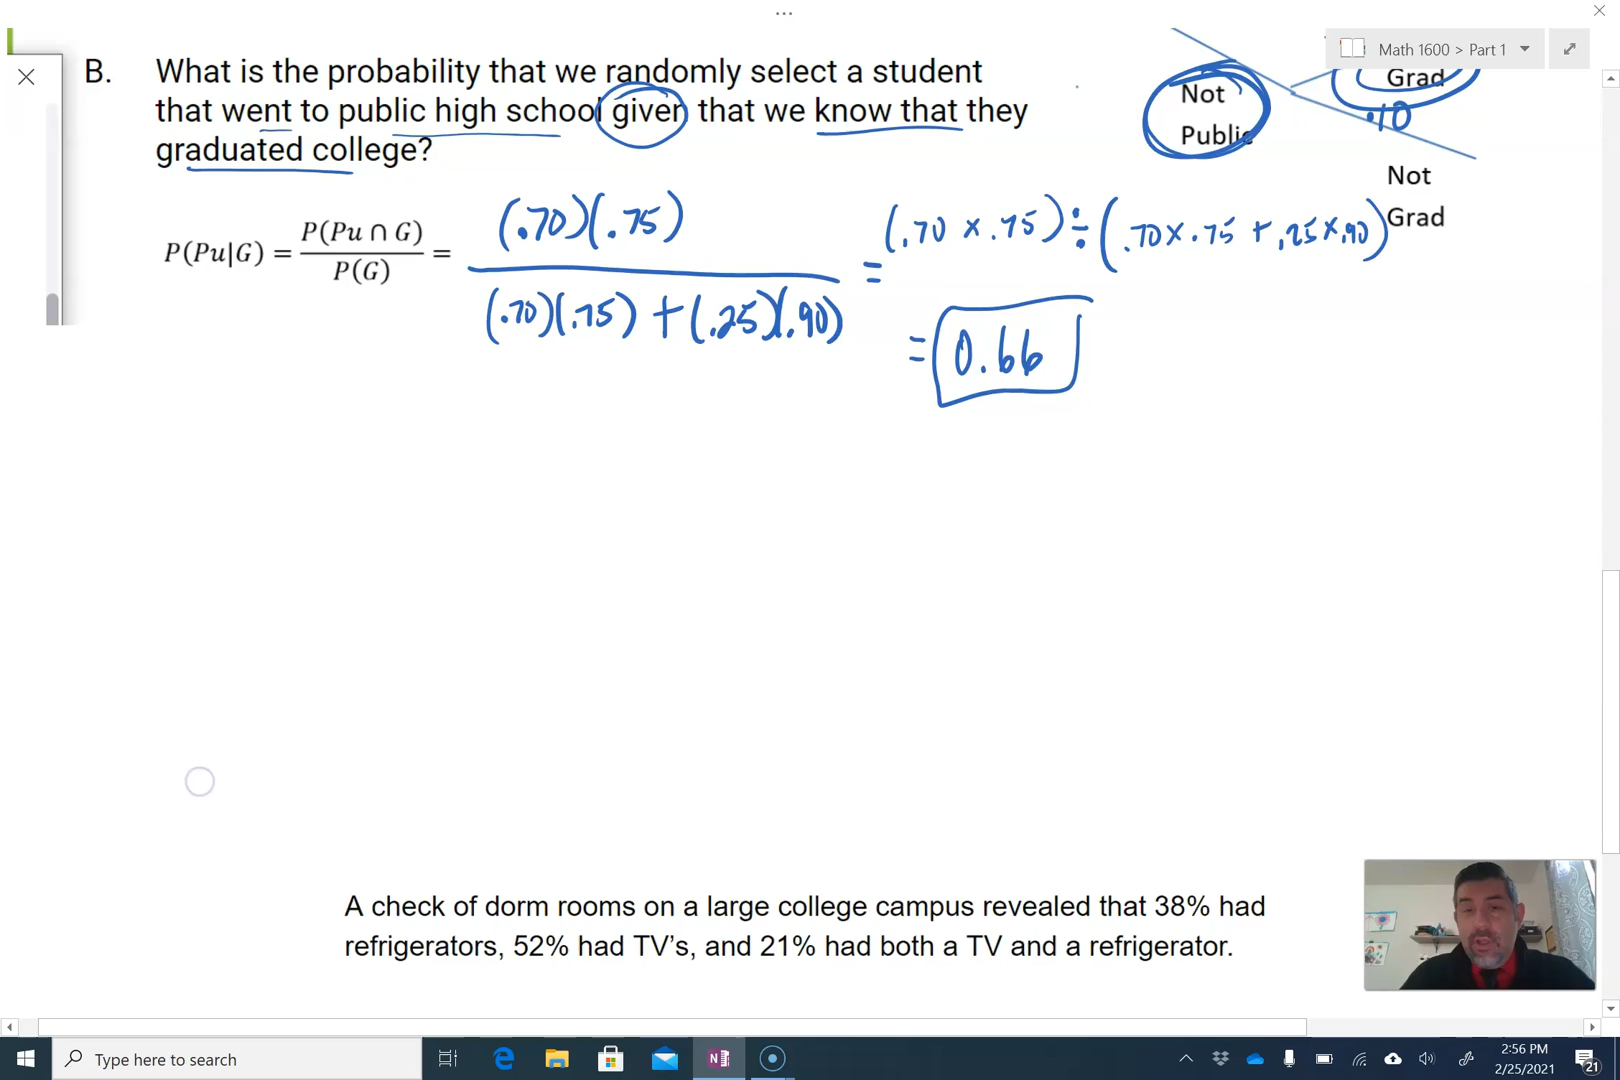 ...
Math 1600 > Part 1
B. What is the probability that we randomly select a student
that went to public high school given that we know that they
graduated college?
Not
Public
Grad
.10
Not
Grad
P(Pu|G) = P(Pu ∩ G) / P(G) =
(.70)(.75)
(.70)(.75) + (.25)(.90)
= (.70 x .75) ÷ (.70 x .75 + .25 x .90)
= 0.66
A check of dorm rooms on a large college campus revealed that 38% had
refrigerators, 52% had TV's, and 21% had both a TV and a refrigerator.
Type here to search
N
2:56 PM
2/25/2021
21